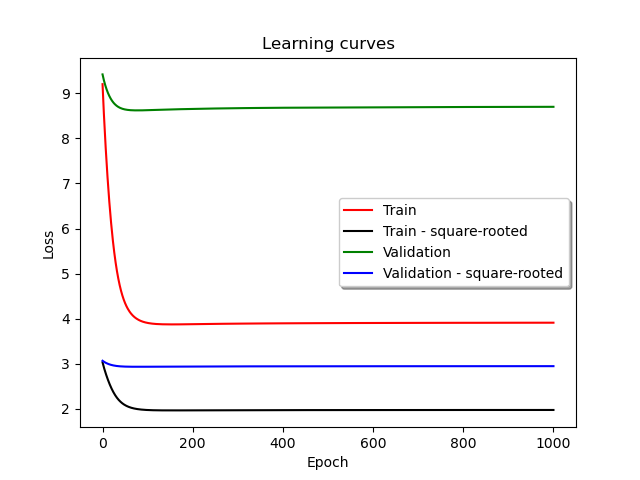 Learning curves
Loss
9
8
7
6
5
4
3
2
Train
Train - square-rooted
Validation
Validation - square-rooted
0 200 400 600 800 1000
Epoch